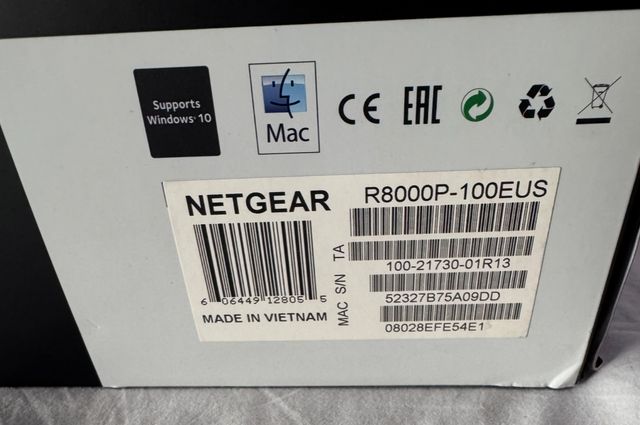 Supports
Windows 10
Mac
CE
EAC
NETGEAR
R8000P-100EUS
6 06449 12805 5
MADE IN VIETNAM
TA
100-21730-01R13
S/N
52327B75A09DD
MAC
08028EFE54E1